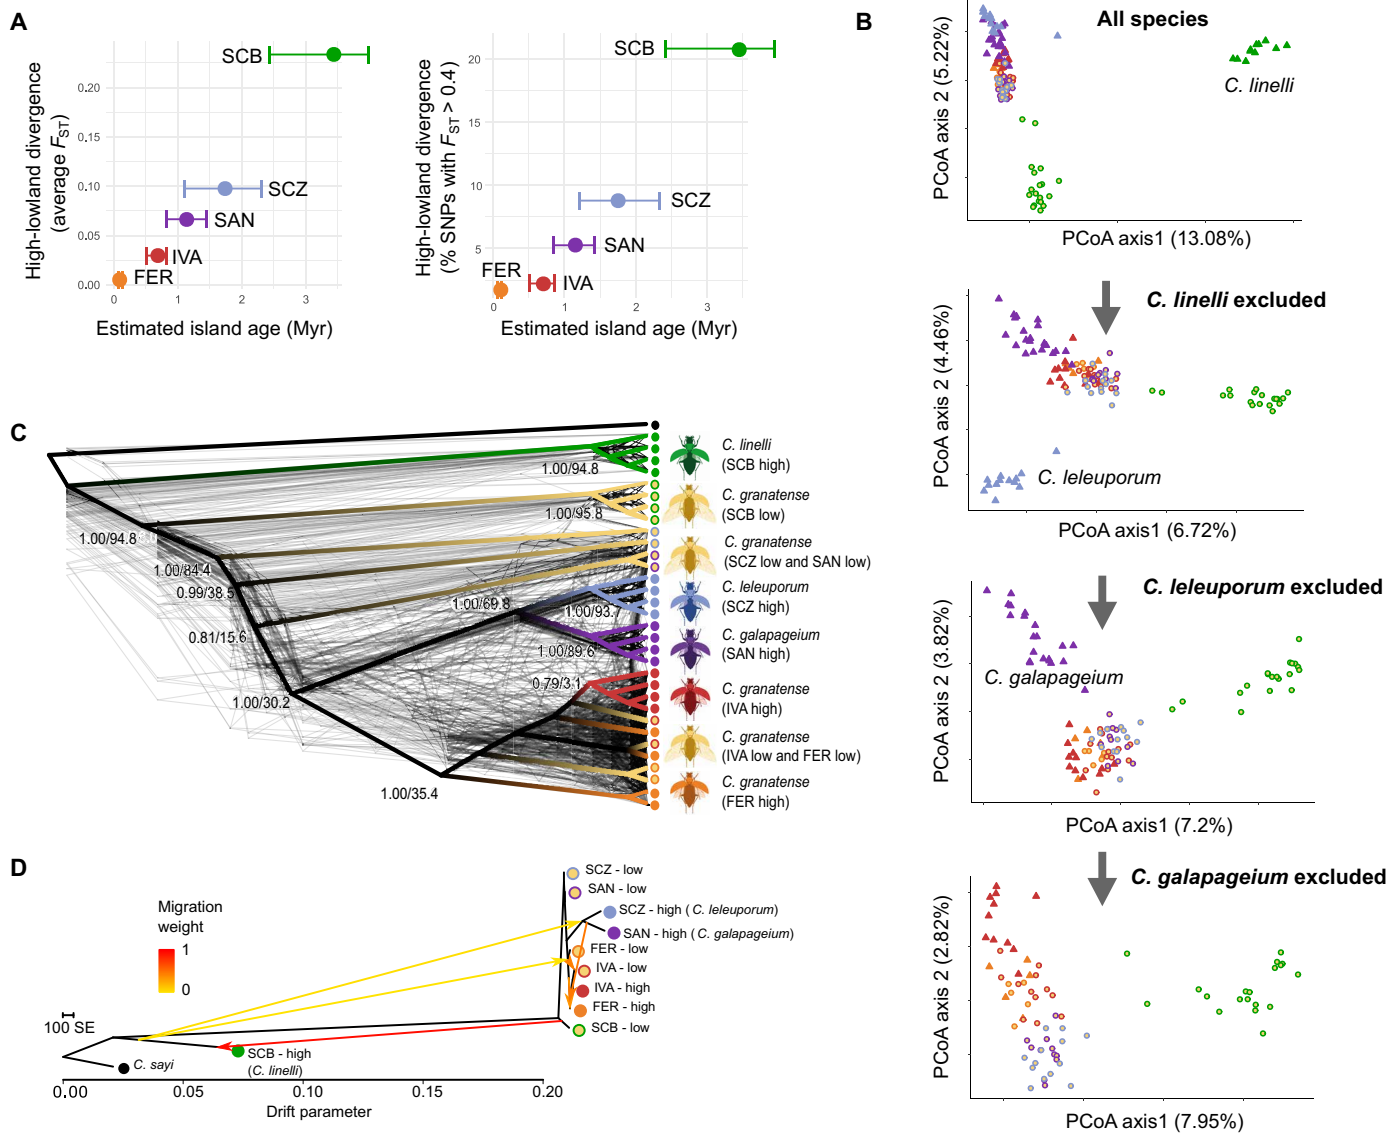 A
High-lowland divergence
(average FST)
0.20
0.15
0.10
0.05
0.00
SCB
SCZ
SAN
IVA
FER
0
1
2
3
Estimated island age (Myr)
High-lowland divergence
(% SNPs with FST > 0.4)
20
15
10
5
0
SCB
SCZ
SAN
FER
IVA
0
1
2
3
Estimated island age (Myr)
B
All species
PCoA axis 2 (5.22%)
C. linelli
PCoA axis1 (13.08%)
C. linelli excluded
PCoA axis 2 (4.46%)
C. leleuporum
PCoA axis1 (6.72%)
C. leleuporum excluded
PCoA axis 2 (3.82%)
C. galapageium
PCoA axis1 (7.2%)
C. galapageium excluded
PCoA axis 2 (2.82%)
PCoA axis1 (7.95%)
C
1.00/94.8
1.00/95.8
1.00/94.8
1.00/84.4
0.99/38.5
0.81/15.6
1.00/69.8
1.00/93.7
1.00/89.6
0.79/3.1
1.00/30.2
1.00/35.4
C. linelli
(SCB high)
C. granatense
(SCB low)
C. granatense
(SCZ low and SAN low)
C. leleuporum
(SCZ high)
C. galapageium
(SAN high)
C. granatense
(IVA high)
C. granatense
(IVA low and FER low)
C. granatense
(FER high)
D
Migration
weight
1
0
100 SE
SCZ - low
SAN - low
SCZ - high ( C. leleuporum)
SAN - high ( C. galapageium)
FER - low
IVA - low
IVA - high
FER - high
SCB - low
SCB - high
(C. linelli)
C. sayi
0.00
0.05
0.10
0.15
0.20
Drift parameter